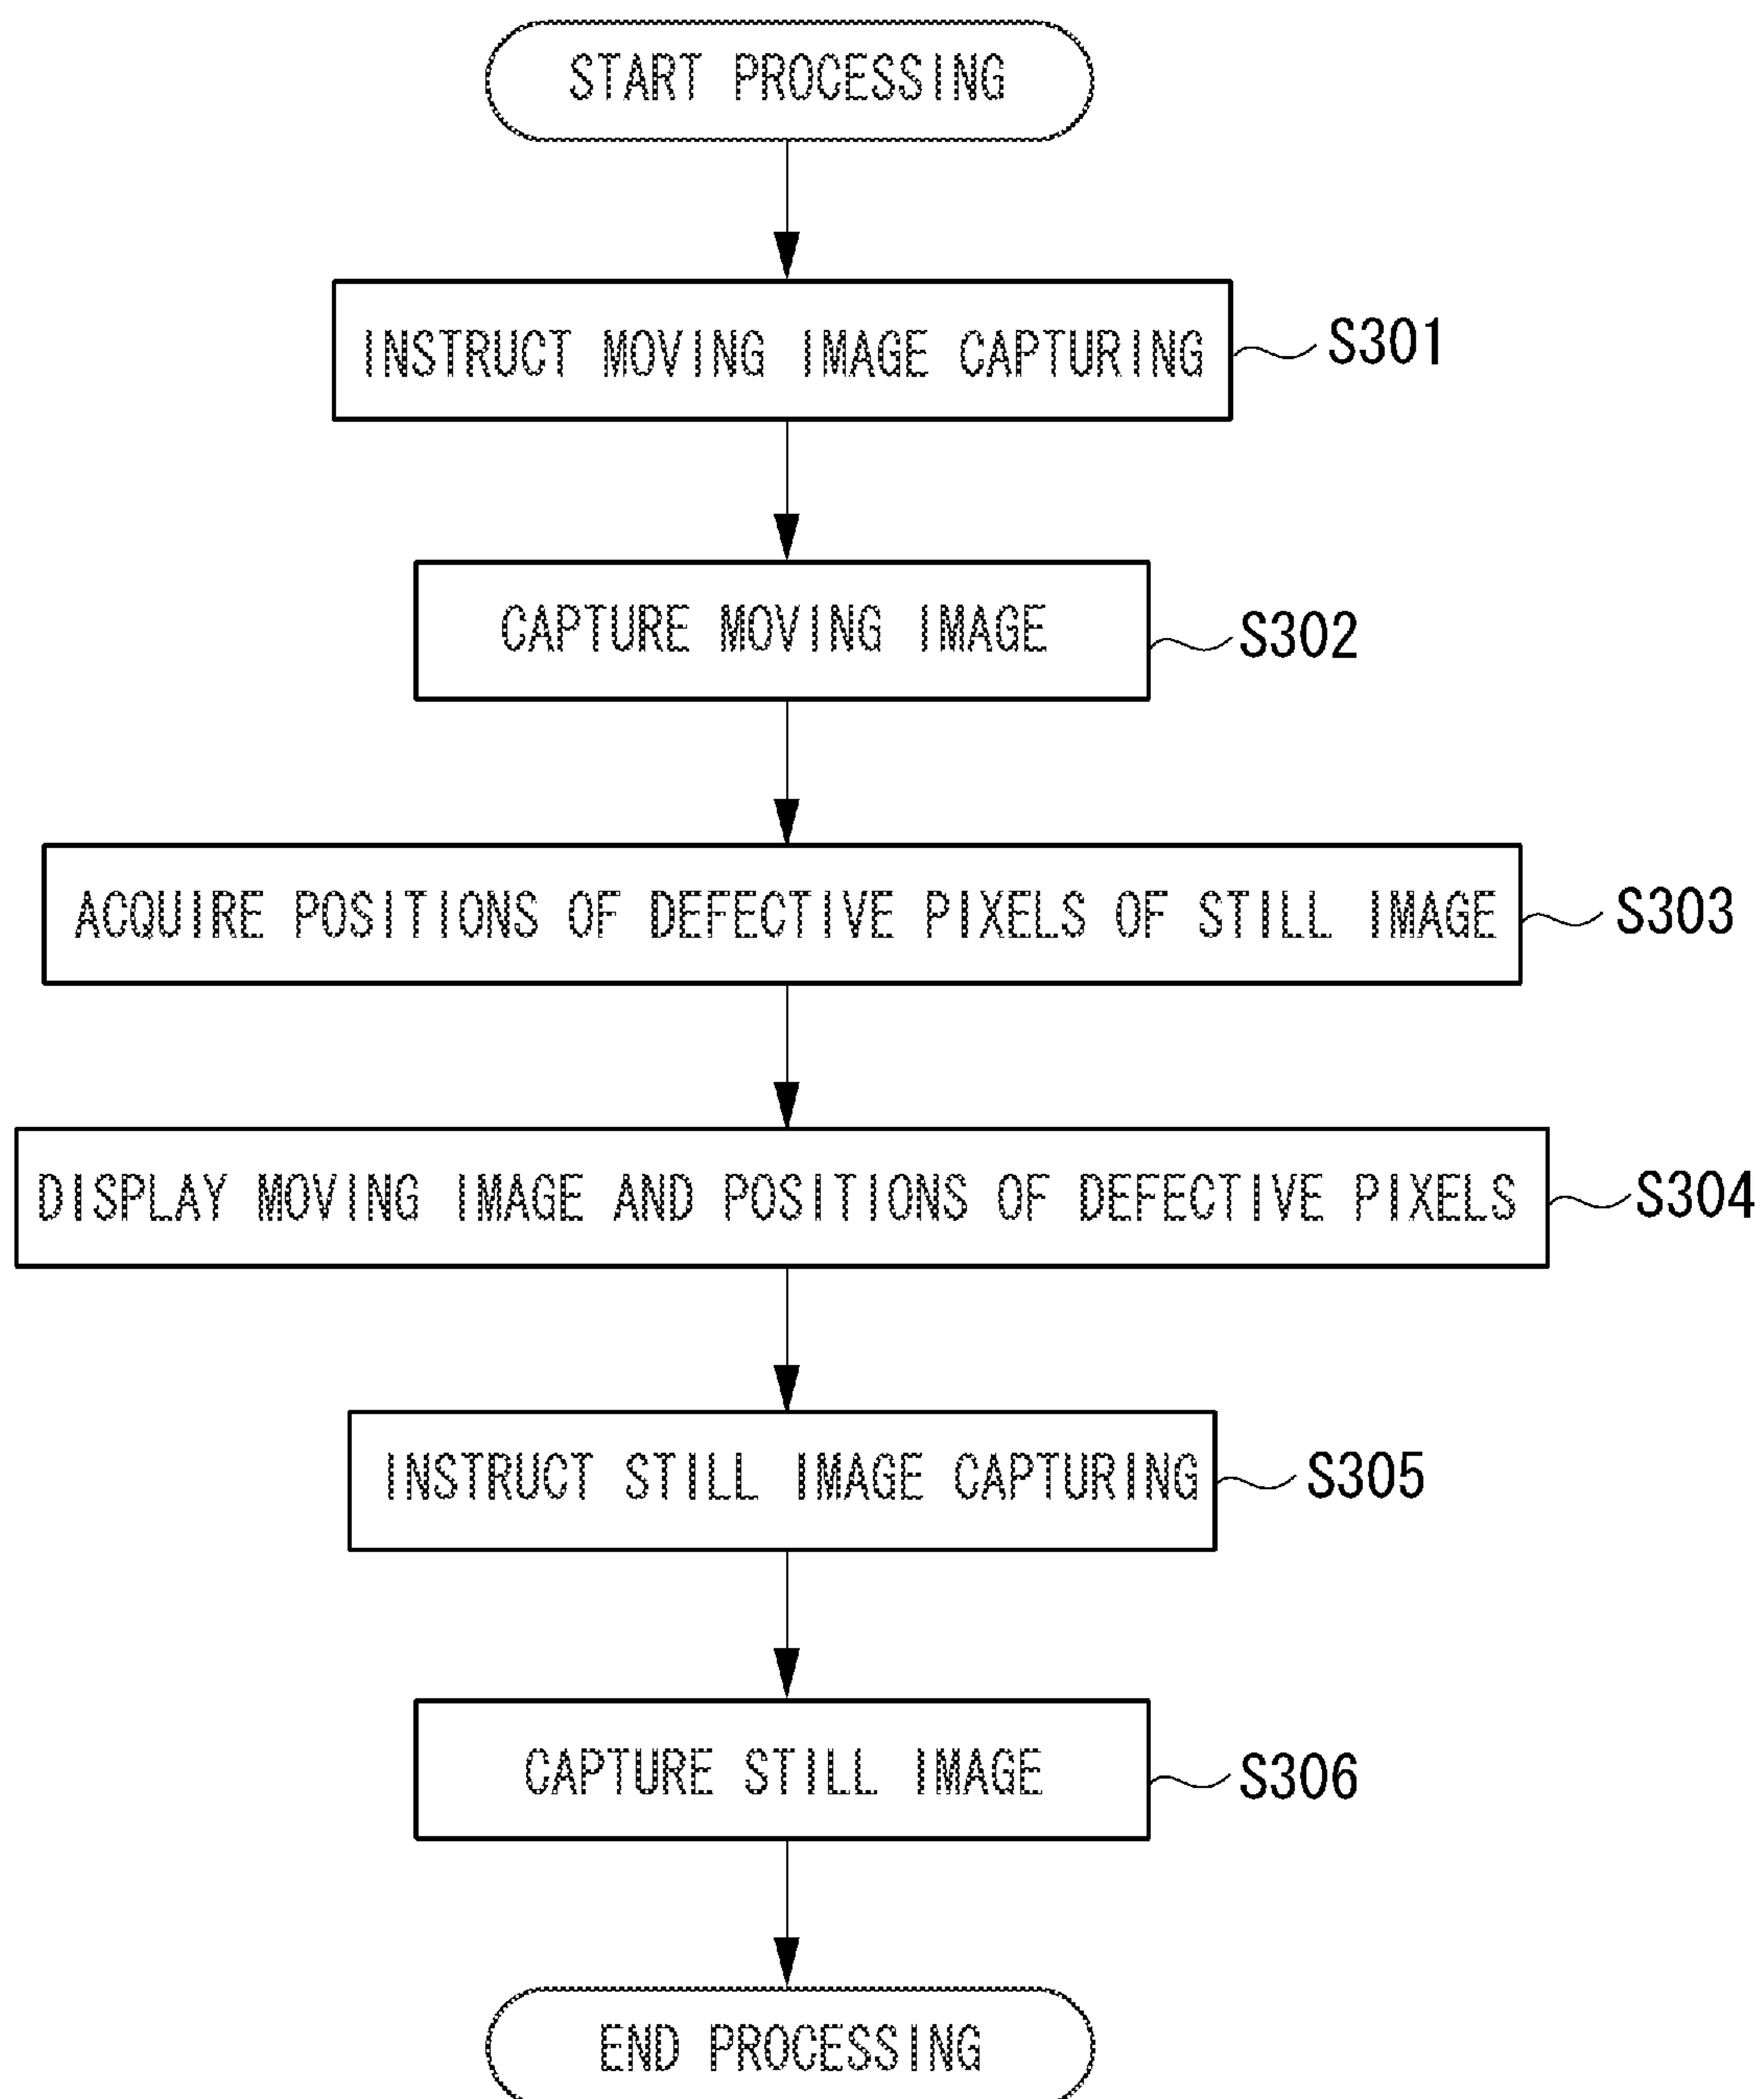 START PROCESSING
INSTRUCT MOVING IMAGE CAPTURING
S301
CAPTURE MOVING IMAGE
S302
ACQUIRE POSITIONS OF DEFECTIVE PIXELS OF STILL IMAGE
S303
DISPLAY MOVING IMAGE AND POSITIONS OF DEFECTIVE PIXELS
S304
INSTRUCT STILL IMAGE CAPTURING
S305
CAPTURE STILL IMAGE
S306
END PROCESSING